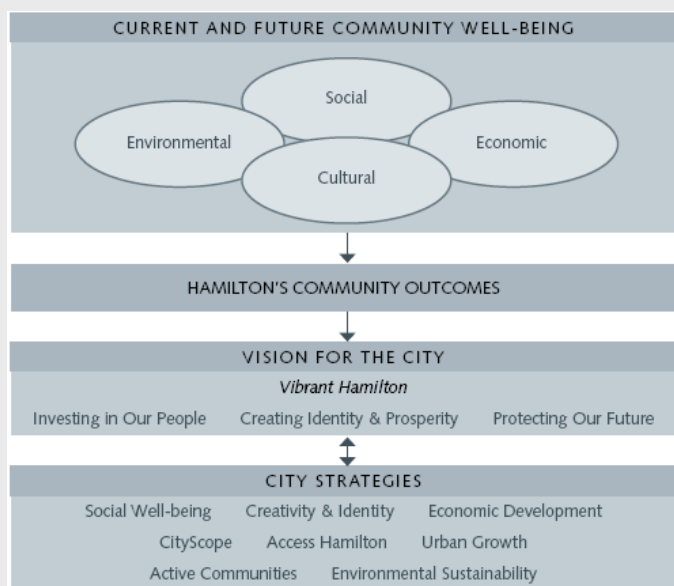 CURRENT AND FUTURE COMMUNITY WELL-BEING
Social
Environmental
Economic
Cultural
HAMILTON'S COMMUNITY OUTCOMES
VISION FOR THE CITY
Vibrant Hamilton
Investing in Our People Creating Identity & Prosperity Protecting Our Future
CITY STRATEGIES
Social Well-being Creativity & Identity Economic Development
CityScope Access Hamilton Urban Growth
Active Communities Environmental Sustainability